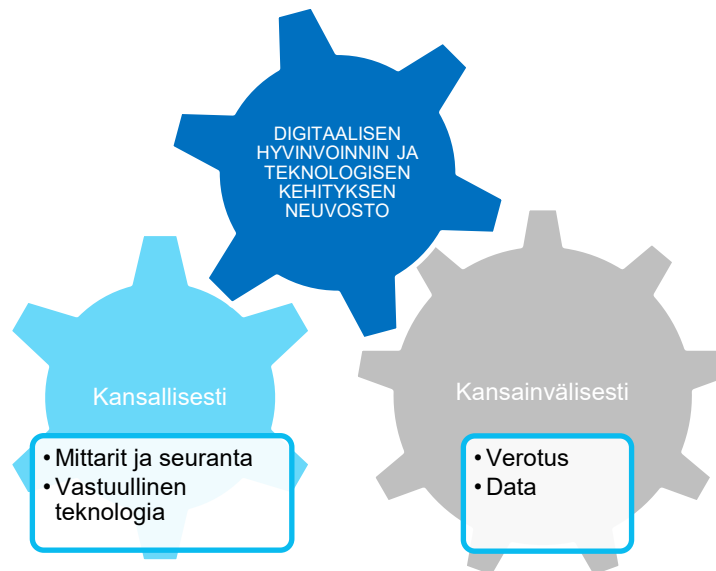 DIGITAALISEN
HYVINVOINNIN JA
TEKNOLOGISEN
KEHITYKSEN
NEUVOSTO
Kansallisesti
• Mittarit ja seuranta
• Vastuullinen
teknologia
Kansainvälisesti
• Verotus
• Data